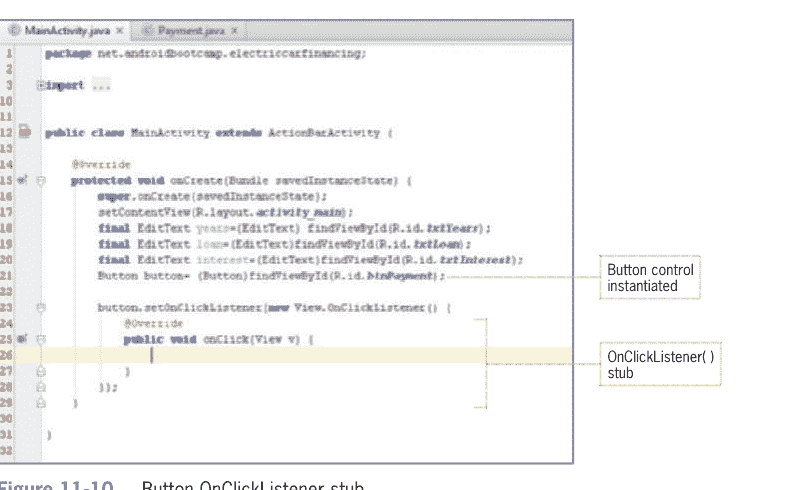 MainActivity.java × Payment.java ×
1 package net.androidbootcamp.electriccarfinancing;
2
3 import ...
10
11
12 public class MainActivity extends ActionBarActivity {
13
14 @Override
15 protected void onCreate(Bundle savedInstanceState) {
16 super.onCreate(savedInstanceState);
17 setContentView(R.layout.activity_main);
18 final EditText years=(EditText) findViewById(R.id.txtYears);
19 final EditText loan=(EditText)findViewById(R.id.txtLoan);
20 final EditText interest=(EditText)findViewById(R.id.txtInterest);
21 Button button= (Button)findViewById(R.id.btnPayment);
22
23 button.setOnClickListener(new View.OnClickListener() {
24 @Override
25 public void onClick(View v) {
26
27 }
28 });
29 }
30
31 }
32
Button control
instantiated
OnClickListener( )
stub
Figure 11-10 Button OnClickListener stub